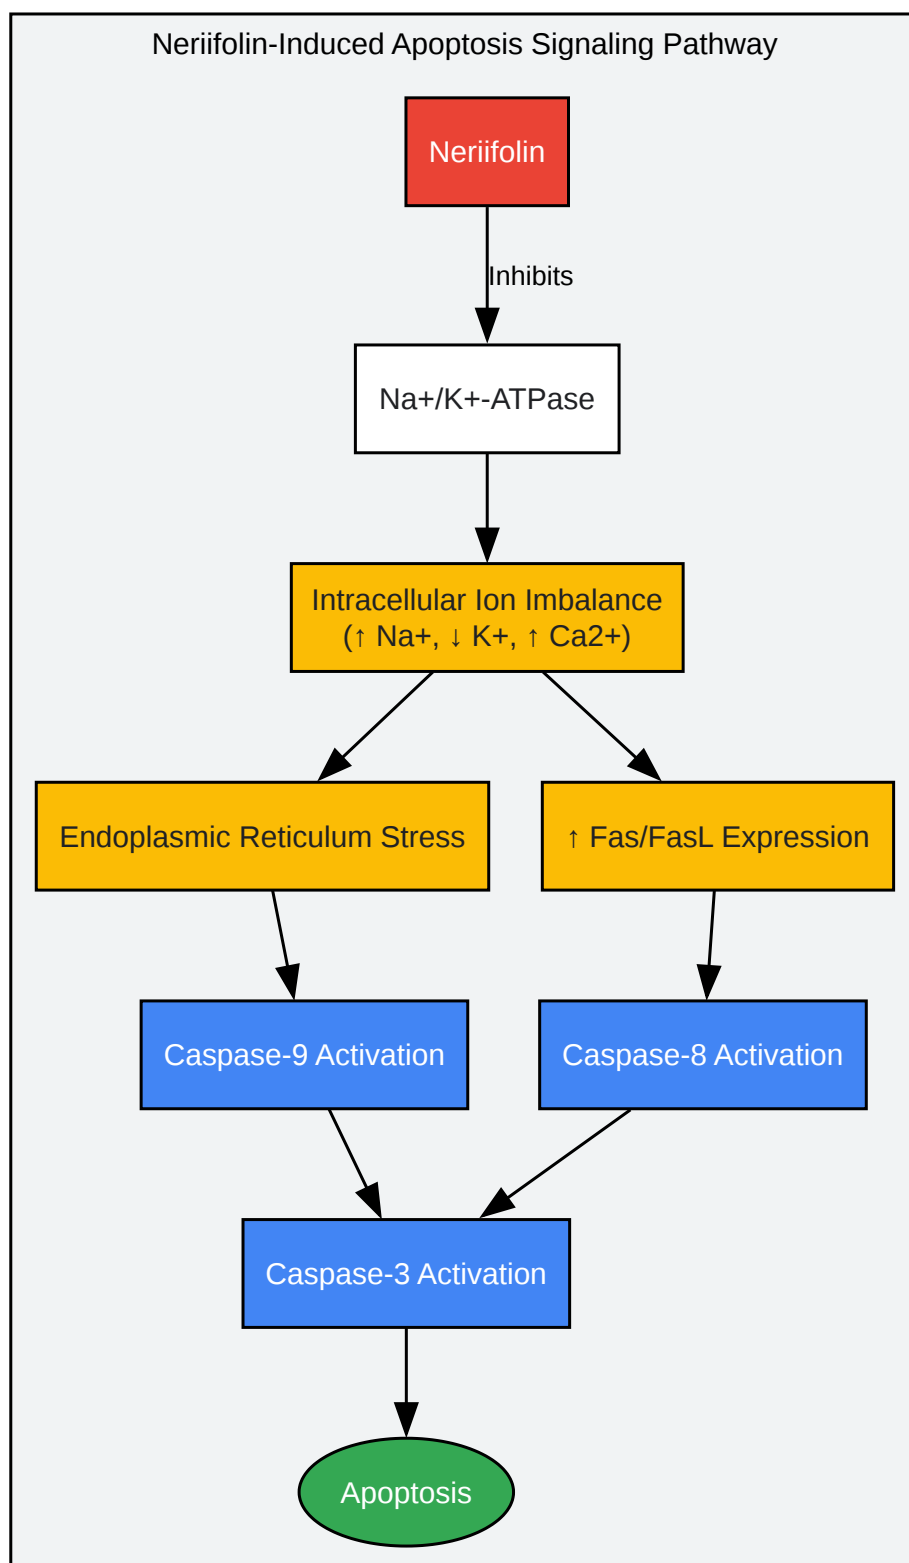 Neriifolin-Induced Apoptosis Signaling Pathway
Neriifolin
Inhibits
Na+/K+-ATPase
Intracellular Ion Imbalance
(↑ Na+, ↓ K+, ↑ Ca2+)
Endoplasmic Reticulum Stress
↑ Fas/FasL Expression
Caspase-9 Activation
Caspase-8 Activation
Caspase-3 Activation
Apoptosis